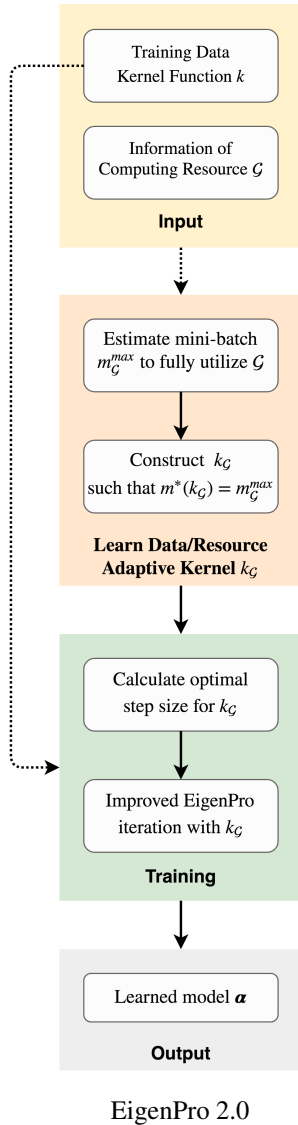 Training Data
Kernel Function k
Information of
Computing Resource 𝒢
Input
Estimate mini-batch
m_𝒢^max to fully utilize 𝒢
Construct k_𝒢
such that m*(k_𝒢) = m_𝒢^max
Learn Data/Resource
Adaptive Kernel k_𝒢
Calculate optimal
step size for k_𝒢
Improved EigenPro
iteration with k_𝒢
Training
Learned model α
Output
EigenPro 2.0